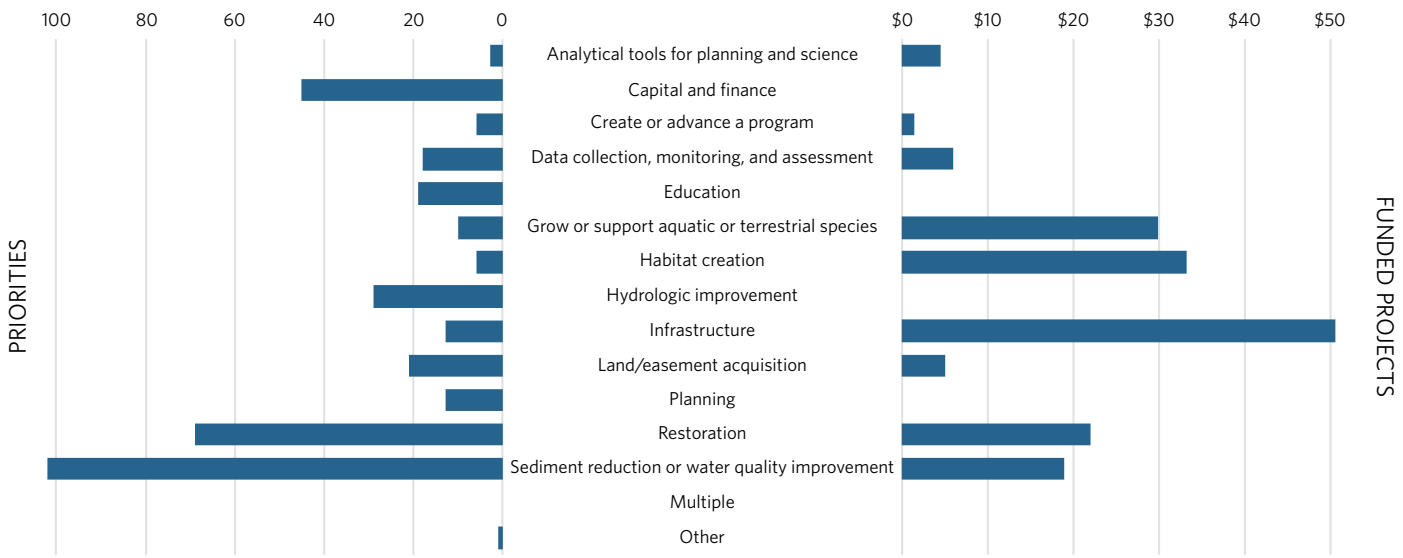 100 80 60 40 20 0 $0 $10 $20 $30 $40 $50
Analytical tools for planning and science
Capital and finance
Create or advance a program
Data collection, monitoring, and assessment
Education
Grow or support aquatic or terrestrial species
Habitat creation
Hydrologic improvement
Infrastructure
Land/easement acquisition
Planning
Restoration
Sediment reduction or water quality improvement
Multiple
Other
PRIORITIES
FUNDED PROJECTS